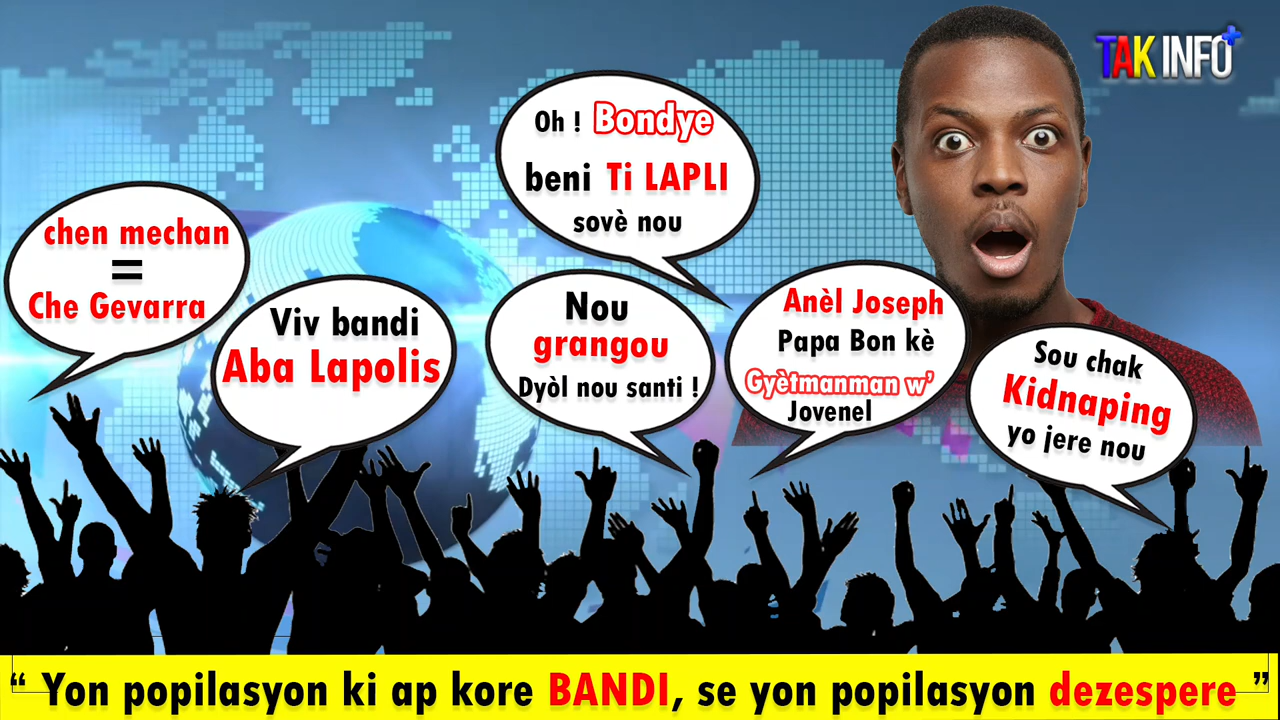 TAK INFO+
Oh ! Bondye
beni Ti LAPLI
sovè nou
chen mechan
=
Che Gevarra
Viv bandi
Aba Lapolis
Nou
grangou
Dyòl nou santi !
Anèl Joseph
Papa Bon kè
Gyètmanman w'
Jovenel
Sou chak
Kidnaping
yo jere nou
“ Yon popilasyon ki ap kore BANDI, se yon popilasyon dezespere ”